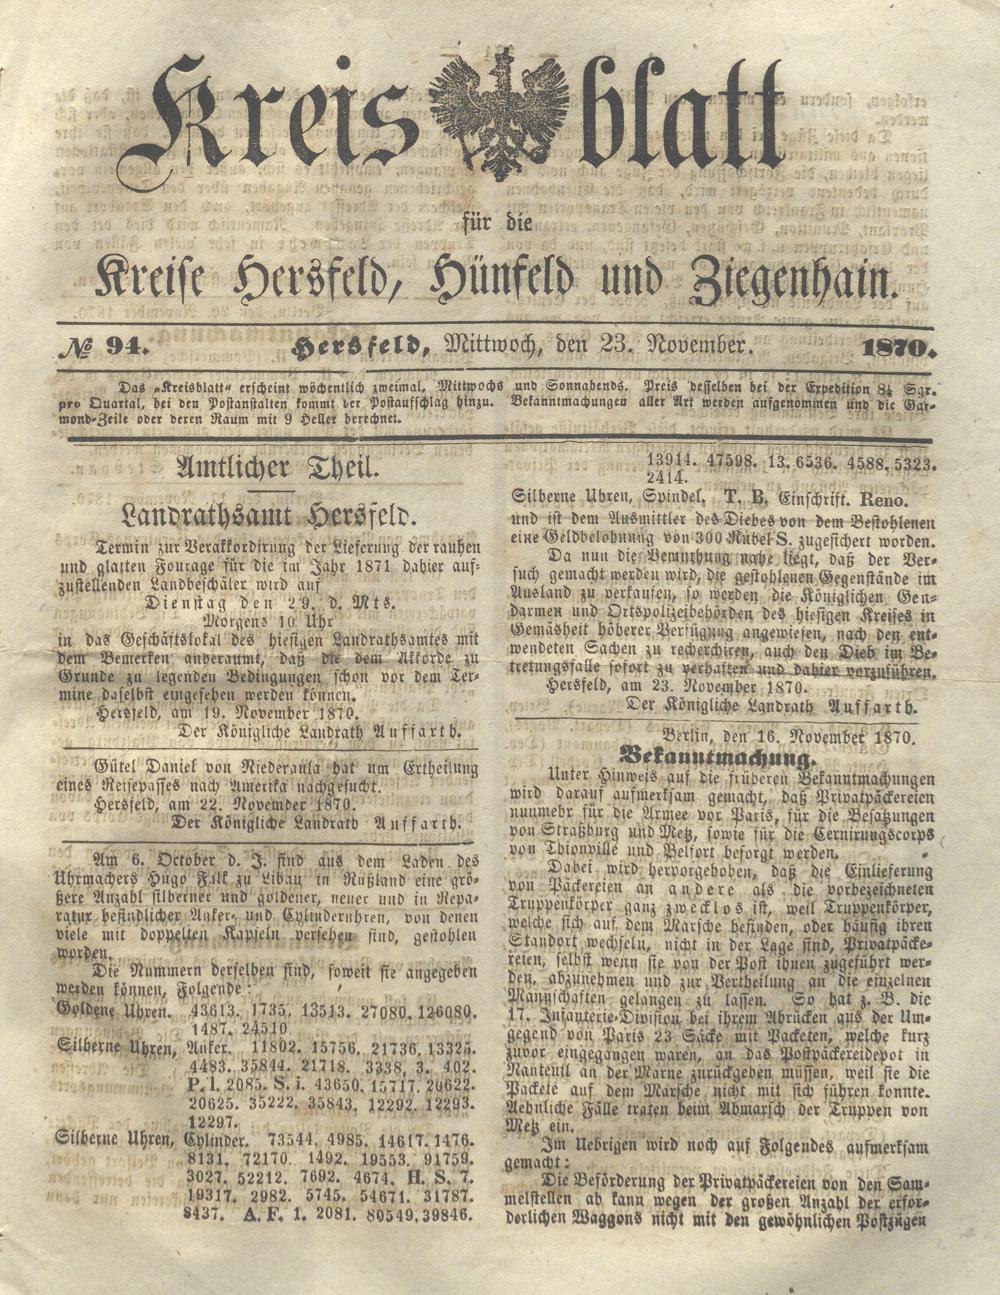 Kreisblatt
für die
Kreise Hersfeld, Hünfeld und Ziegenhain.
№ 94. Hersfeld, Mittwoch, den 23. November. 1870.
Das „Kreisblatt“ erscheint wöchentlich zweimal, Mittwochs und Sonnabends. Preis desselben bei der Expedition 8¼ Sgr.
pro Quartal, bei den Postanstalten kommt der Postaufschlag hinzu. Bekanntmachungen aller Art werden aufgenommen und die Gar-
mond-Zeile oder deren Raum mit 9 Heller berechnet.
Amtlicher Theil.
Landrathsamt Hersfeld.
Termin zur Verakkordirung der Lieferung der rauhen
und glatten Fourage für die im Jahr 1871 dahier auf-
zustellenden Landbeschäler wird auf
Dienstag den 29. d. Mts.
Morgens 10 Uhr
in das Geschäftslokal des hiesigen Landrathsamtes mit
dem Bemerken anberaumt, daß die dem Akkorde zu
Grunde zu legenden Bedingungen schon vor dem Ter-
mine daselbst eingesehen werden können.
Hersfeld, am 19. November 1870.
Der Königliche Landrath Auffarth.
Gütel Daniel von Niederaula hat um Ertheilung
eines Reisepasses nach Amerika nachgesucht.
Hersfeld, am 22. November 1870.
Der Königliche Landrath Auffarth.
Am 6. October d. J. sind aus dem Laden des
Uhrmachers Hugo Falk zu Libau in Rußland eine grö-
ßere Anzahl silberner und goldener, neuer und in Repa-
ratur befindlicher Anker- und Cylinderuhren, von denen
viele mit doppelten Kapseln versehen sind, gestohlen
worden.
Die Nummern derselben sind, soweit sie angegeben
werden können, Folgende:
Goldene Uhren. 43613. 1735. 13513. 27080. 126080.
1487. 24510.
Silberne Uhren, Anker. 11802. 15756. 21736. 13325.
4483. 35844. 21718. 3338. 3. 402.
P. l. 2085. S. i. 43650. 15717. 20622.
20625. 35222. 35843. 12292. 12293.
12297.
Silberne Uhren, Cylinder. 73544. 4985. 14617. 1476.
8131. 72170. 1492. 19553. 91759.
3027. 52212. 7692. 4674. H. S. 7.
19317. 2982. 5745. 54671. 31787.
8437. A. F. 1. 2081. 80549. 39846.
13914. 47598. 13. 6536. 4588. 5323.
2414.
Silberne Uhren, Spindel. T. B. Einschrift. Reno.
und ist dem Ausmittler des Diebes von dem Bestohlenen
eine Geldbelohnung von 300 Rubel S. zugesichert worden.
Da nun die Vermuthung nahe liegt, daß der Ver-
such gemacht werden wird, die gestohlenen Gegenstände im
Ausland zu verkaufen, so werden die Königlichen Gen-
darmen und Ortspolizeibehörden des hiesigen Kreises in
Gemäsheit höherer Verfügung angewiesen, nach den ent-
wendeten Sachen zu recherchiren, auch den Dieb im Be-
tretungsfalle sofort zu verhaften und dahier vorzuführen.
Hersfeld, am 23. November 1870.
Der Königliche Landrath Auffarth.
Berlin, den 16. November 1870.
Bekanntmachung.
Unter Hinweis auf die früheren Bekanntmachungen
wird darauf aufmerksam gemacht, daß Privatpäckereien
nunmehr für die Armee vor Paris, für die Besatzungen
von Straßburg und Metz, sowie für die Cernirungscorps
von Thionville und Belfort besorgt werden.
Dabei wird hervorgehoben, daß die Einlieferung
von Päckereien an andere als die vorbezeichneten
Truppenkörper ganz zwecklos ist, weil Truppenkörper,
welche sich auf dem Marsche befinden, oder häufig ihren
Standort wechseln, nicht in der Lage sind, Privatpäcke-
reien, selbst wenn sie von der Post ihnen zugeführt wer-
den, abzunehmen und zur Vertheilung an die einzelnen
Mannschaften gelangen zu lassen. So hat z. B. die
17. Infanterie-Division bei ihrem Abrücken aus der Um-
gegend von Paris 23 Säcke mit Packeten, welche kurz
zuvor eingegangen waren, an das Postpäckereidepot in
Nanteuil an der Marne zurückgeben müssen, weil sie die
Packete auf dem Marsche nicht mit sich führen konnte.
Aehnliche Fälle traten beim Abmarsch der Truppen von
Metz ein.
Im Uebrigen wird noch auf Folgendes aufmerksam
gemacht:
Die Beförderung der Privatpäckereien von den Sam-
melstellen ab kann wegen der großen Anzahl der erfor-
derlichen Waggons nicht mit den gewöhnlichen Postzügen